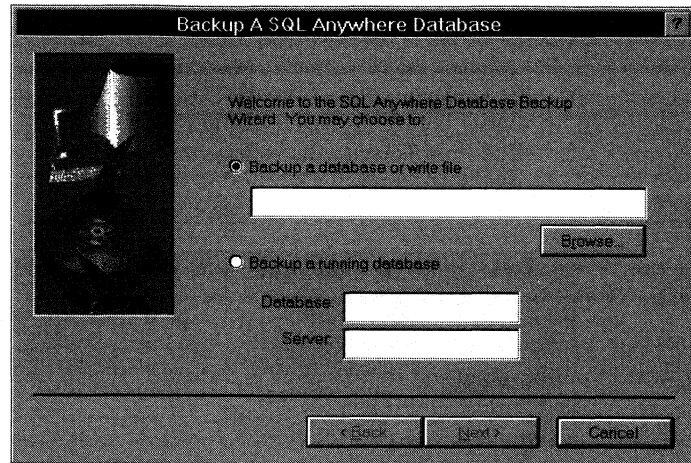 Backup A SQL Anywhere Database
?
Welcome to the SQL Anywhere Database Backup
Wizard. You may choose to:
Backup a database or write file
Browse...
Backup a running database
Database:
Server:
< Back
Next >
Cancel